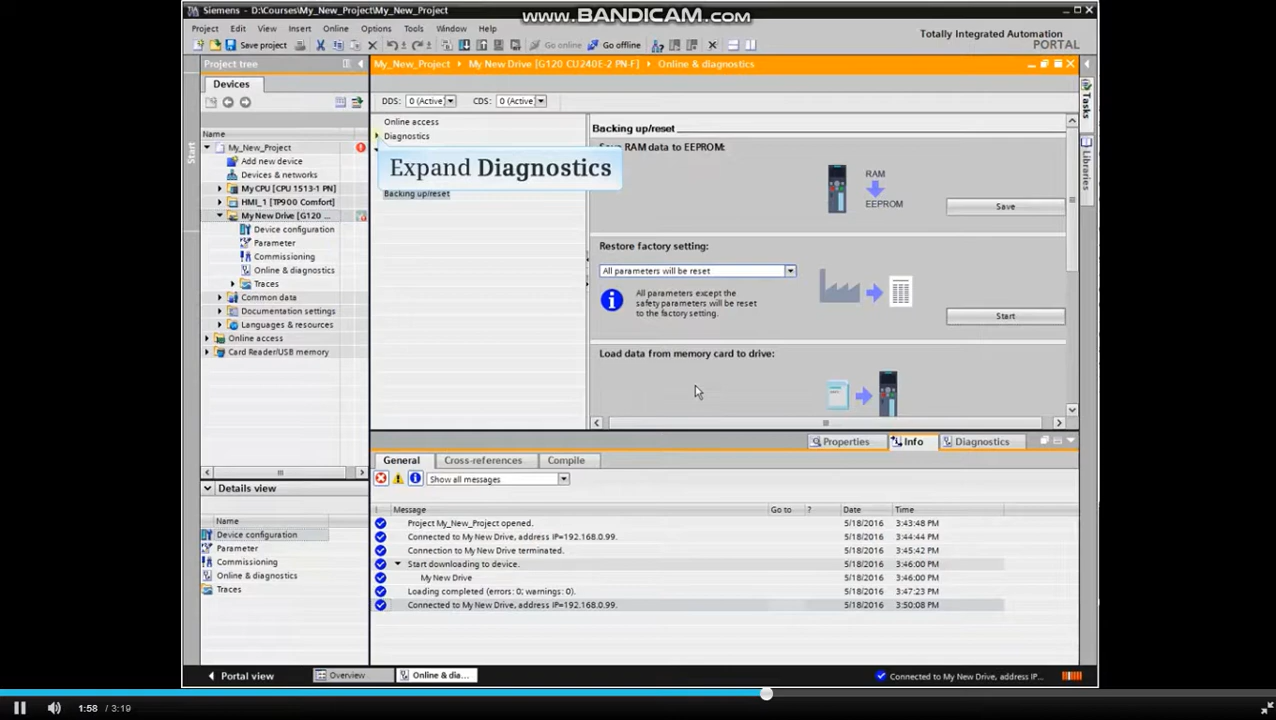 www.BANDICAM.com
Siemens - D:\Courses\My_New_Project\My_New_Project
Project Edit View Insert Online Options Tools Window Help
Totally Integrated Automation
PORTAL
Save project
Go online
Go offline
Project tree
My_New_Project My New Drive [G120 CU240E-2 PN-F] Online & diagnostics
Devices
DDS: 0 (Active) CDS: 0 (Active)
Name
My_New_Project
Add new device
Devices & networks
My CPU [CPU 1513-1 PN]
HMI_1 [TP900 Comfort]
My New Drive [G120 ...
Device configuration
Parameter
Commissioning
Online & diagnostics
Traces
Common data
Documentation settings
Languages & resources
Online access
Card Reader/USB memory
Start
Online access
Diagnostics
Expand Diagnostics
Backing up/reset
Backing up/reset
Save RAM data to EEPROM:
RAM
EEPROM
Save
Restore factory setting:
All parameters will be reset
All parameters except the
safety parameters will be reset
to the factory setting.
Start
Load data from memory card to drive:
Tasks
Libraries
Properties Info Diagnostics
General Cross-references Compile
Show all messages
Message Go to ? Date Time
Project My_New_Project opened. 5/18/2016 3:43:48 PM
Connected to My New Drive, address IP=192.168.0.99. 5/18/2016 3:44:44 PM
Connection to My New Drive terminated. 5/18/2016 3:45:42 PM
Start downloading to device. 5/18/2016 3:46:00 PM
My New Drive 5/18/2016 3:46:00 PM
Loading completed (errors: 0; warnings: 0). 5/18/2016 3:47:23 PM
Connected to My New Drive, address IP=192.168.0.99. 5/18/2016 3:50:08 PM
Details view
Name
Device configuration
Parameter
Commissioning
Online & diagnostics
Traces
Portal view Overview Online & dia... Connected to My New Drive, address IP...
1:58 / 3:19